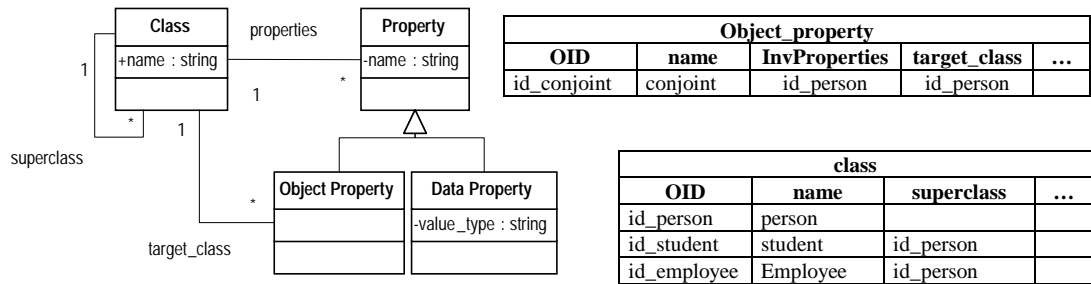 Class
+name : string
properties
Property
-name : string
1
*
1
*
1
superclass
Object Property
Data Property
-value_type : string
*
target_class
Object_property
OID name InvProperties target_class ...
id_conjoint conjoint id_person id_person
class
OID name superclass ...
id_person person
id_student student id_person
id_employee Employee id_person